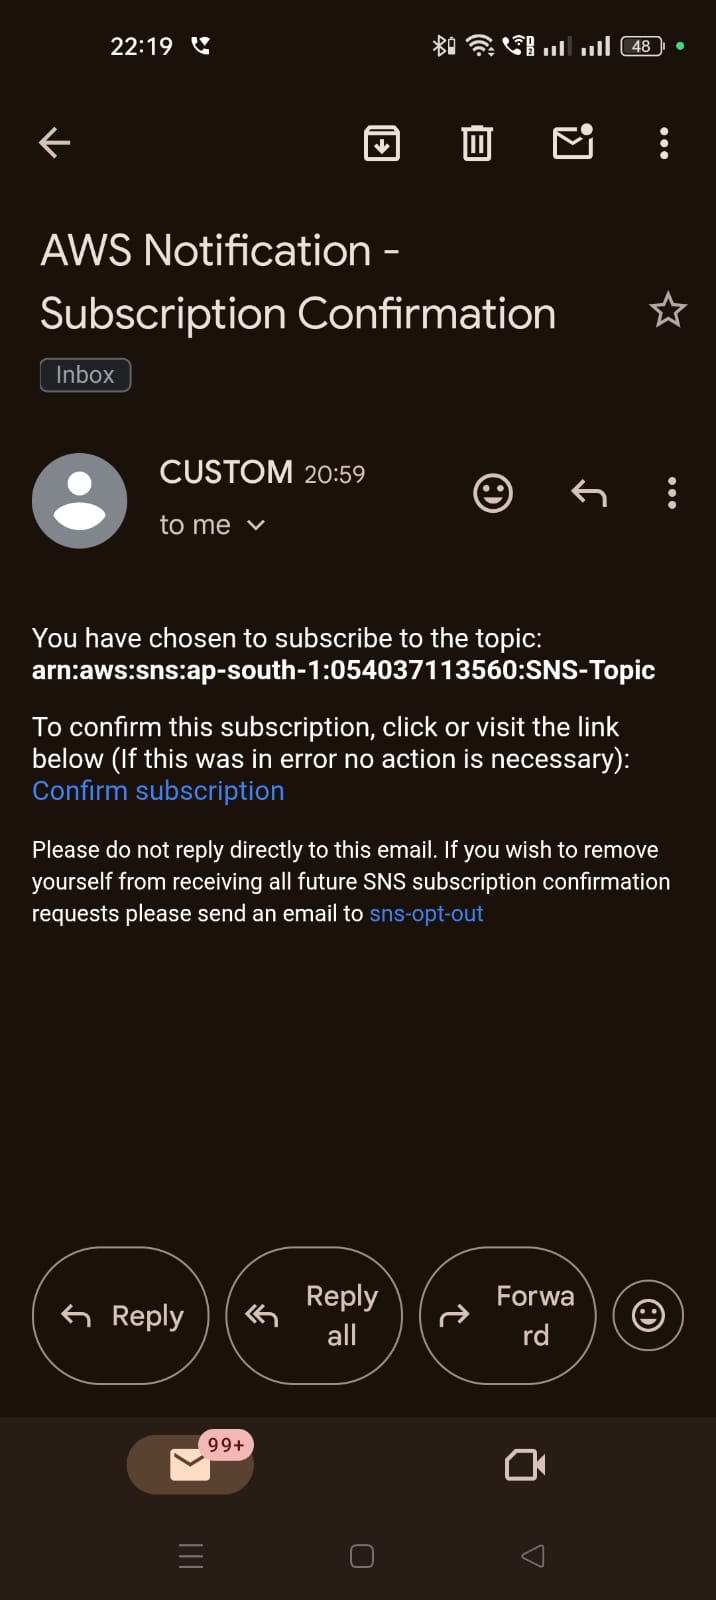 22:19
48
AWS Notification -
Subscription Confirmation
Inbox
CUSTOM 20:59
to me
You have chosen to subscribe to the topic:
arn:aws:sns:ap-south-1:054037113560:SNS-Topic
To confirm this subscription, click or visit the link
below (If this was in error no action is necessary):
Confirm subscription
Please do not reply directly to this email. If you wish to remove
yourself from receiving all future SNS subscription confirmation
requests please send an email to sns-opt-out
Reply
Reply
all
Forwa
rd
99+